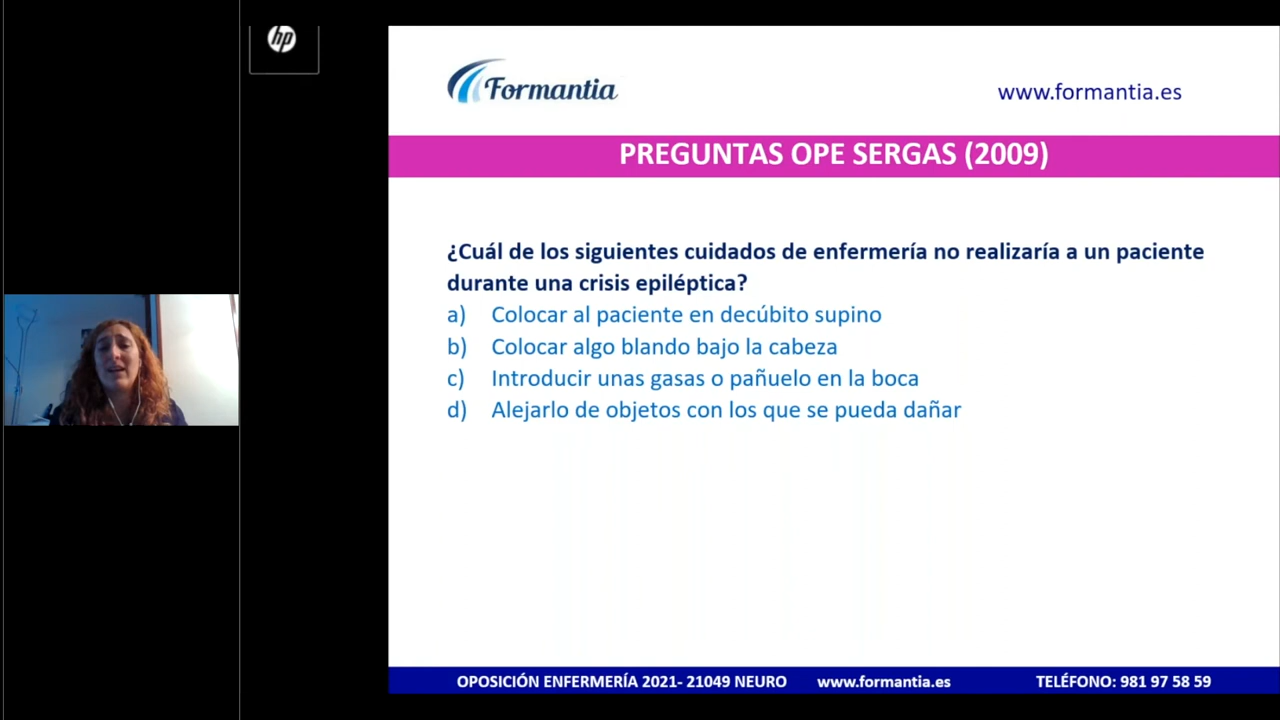 hp
Formantia
www.formantia.es
PREGUNTAS OPE SERGAS (2009)
¿Cuál de los siguientes cuidados de enfermería no realizaría a un paciente
durante una crisis epiléptica?
a) Colocar al paciente en decúbito supino
b) Colocar algo blando bajo la cabeza
c) Introducir unas gasas o pañuelo en la boca
d) Alejarlo de objetos con los que se pueda dañar
OPOSICIÓN ENFERMERÍA 2021- 21049 NEURO www.formantia.es TELÉFONO: 981 97 58 59